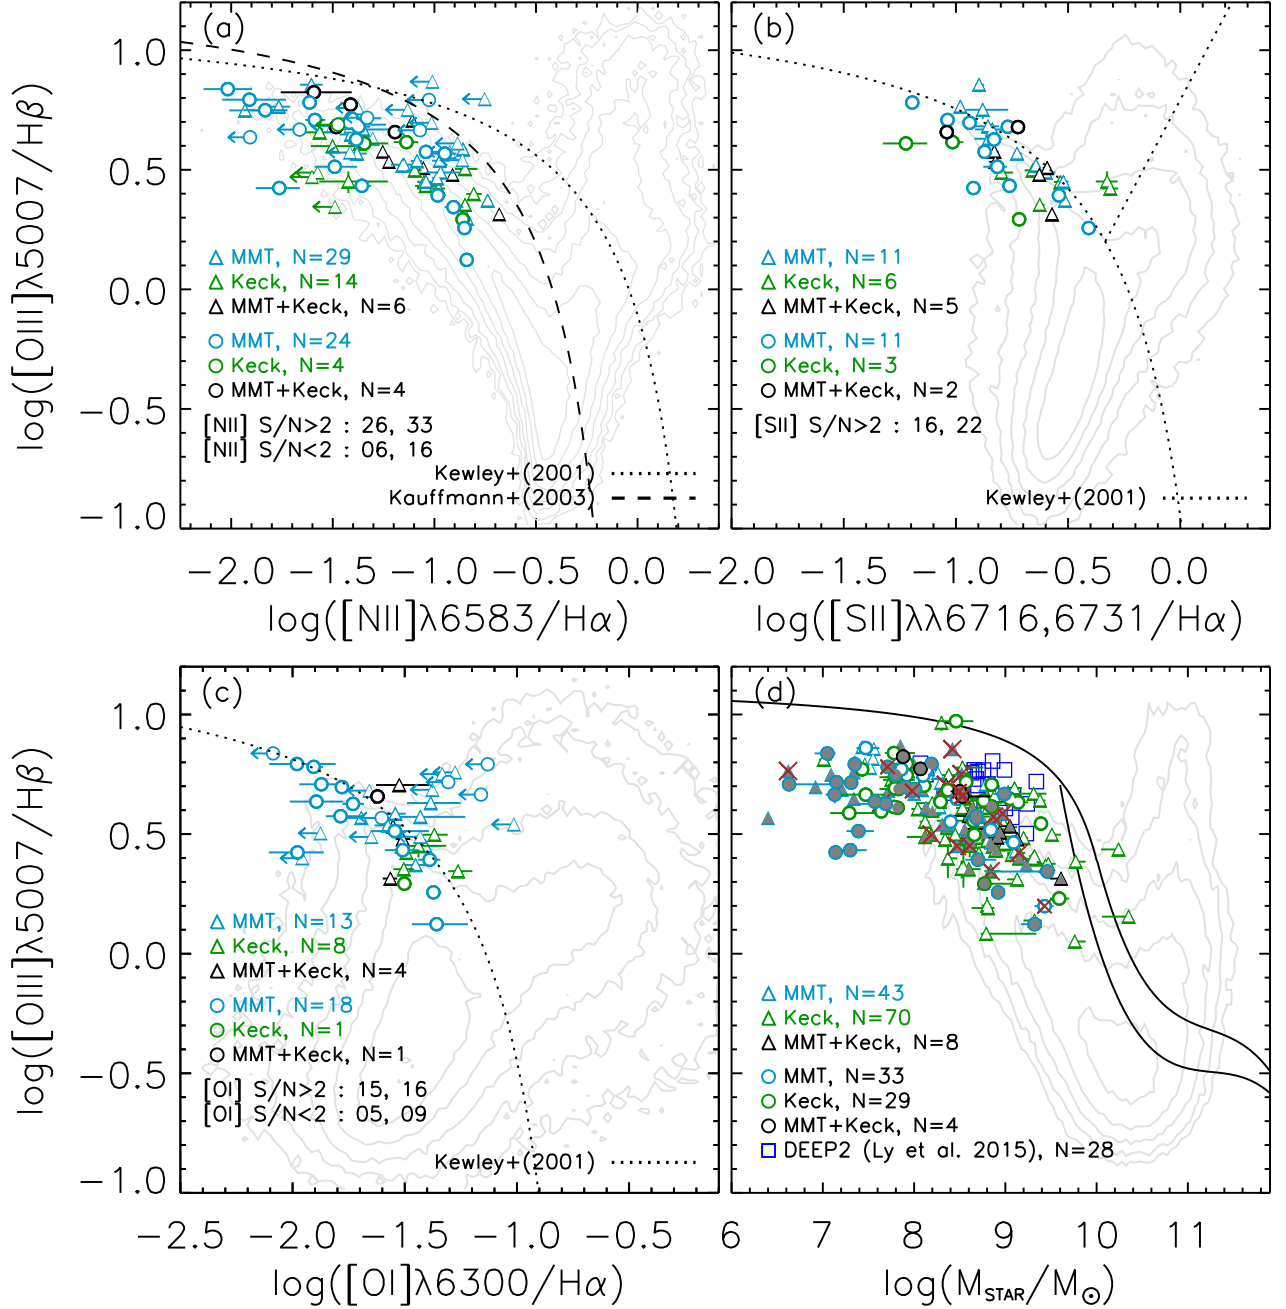 (a)
1.0
0.5
0.0
−0.5
−1.0
log([OIII]λ5007/Hβ)
MMT, N=29
Keck, N=14
MMT+Keck, N=6
MMT, N=24
Keck, N=4
MMT+Keck, N=4
[NII] S/N>2 : 26, 33
[NII] S/N<2 : 06, 16
Kewley+(2001)
Kauffmann+(2003)
−2.0 −1.5 −1.0 −0.5 0.0
log([NII]λ6583/Hα)
(b)
MMT, N=11
Keck, N=6
MMT+Keck, N=5
MMT, N=11
Keck, N=3
MMT+Keck, N=2
[SII] S/N>2 : 16, 22
Kewley+(2001)
−2.0 −1.5 −1.0 −0.5 0.0
log([SII]λλ6716,6731/Hα)
(c)
1.0
0.5
0.0
−0.5
−1.0
log([OIII]λ5007/Hβ)
MMT, N=13
Keck, N=8
MMT+Keck, N=4
MMT, N=18
Keck, N=1
MMT+Keck, N=1
[OI] S/N>2 : 15, 16
[OI] S/N<2 : 05, 09
Kewley+(2001)
−2.5 −2.0 −1.5 −1.0 −0.5
log([OI]λ6300/Hα)
(d)
MMT, N=43
Keck, N=70
MMT+Keck, N=8
MMT, N=33
Keck, N=29
MMT+Keck, N=4
DEEP2 (Ly et al. 2015), N=28
6 7 8 9 10 11
log(M_STAR/M_⊙)